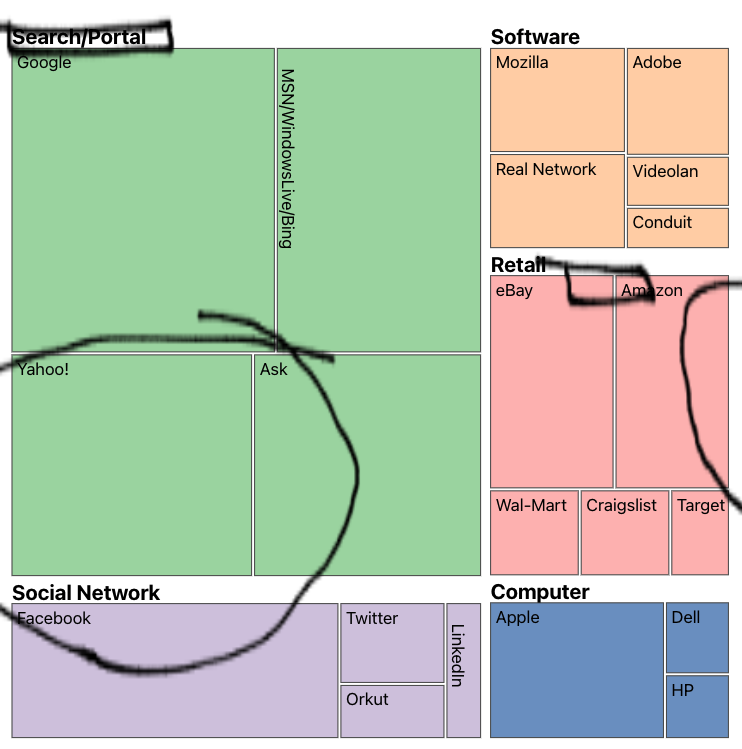 Search/Portal
Google
MSN/WindowsLive/Bing
Yahoo!
Ask
Software
Mozilla
Adobe
Real Network
Videolan
Conduit
Retail
eBay
Amazon
Wal-Mart
Craigslist
Target
Social Network
Facebook
Twitter
LinkedIn
Orkut
Computer
Apple
Dell
HP